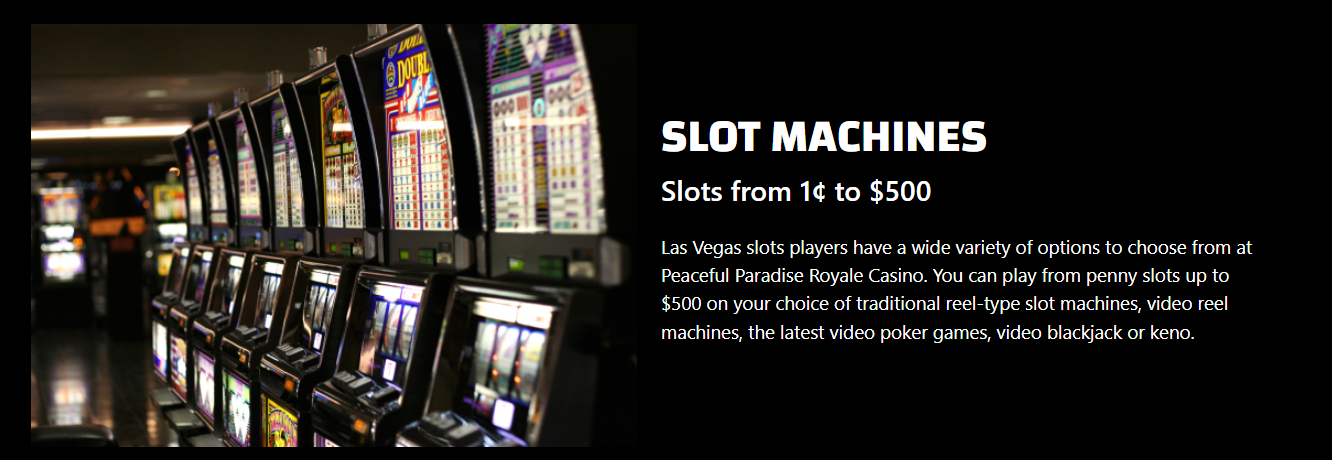 DOUBL
SLOT MACHINES
Slots from 1¢ to $500
Las Vegas slots players have a wide variety of options to choose from at
Peaceful Paradise Royale Casino. You can play from penny slots up to
$500 on your choice of traditional reel-type slot machines, video reel
machines, the latest video poker games, video blackjack or keno.